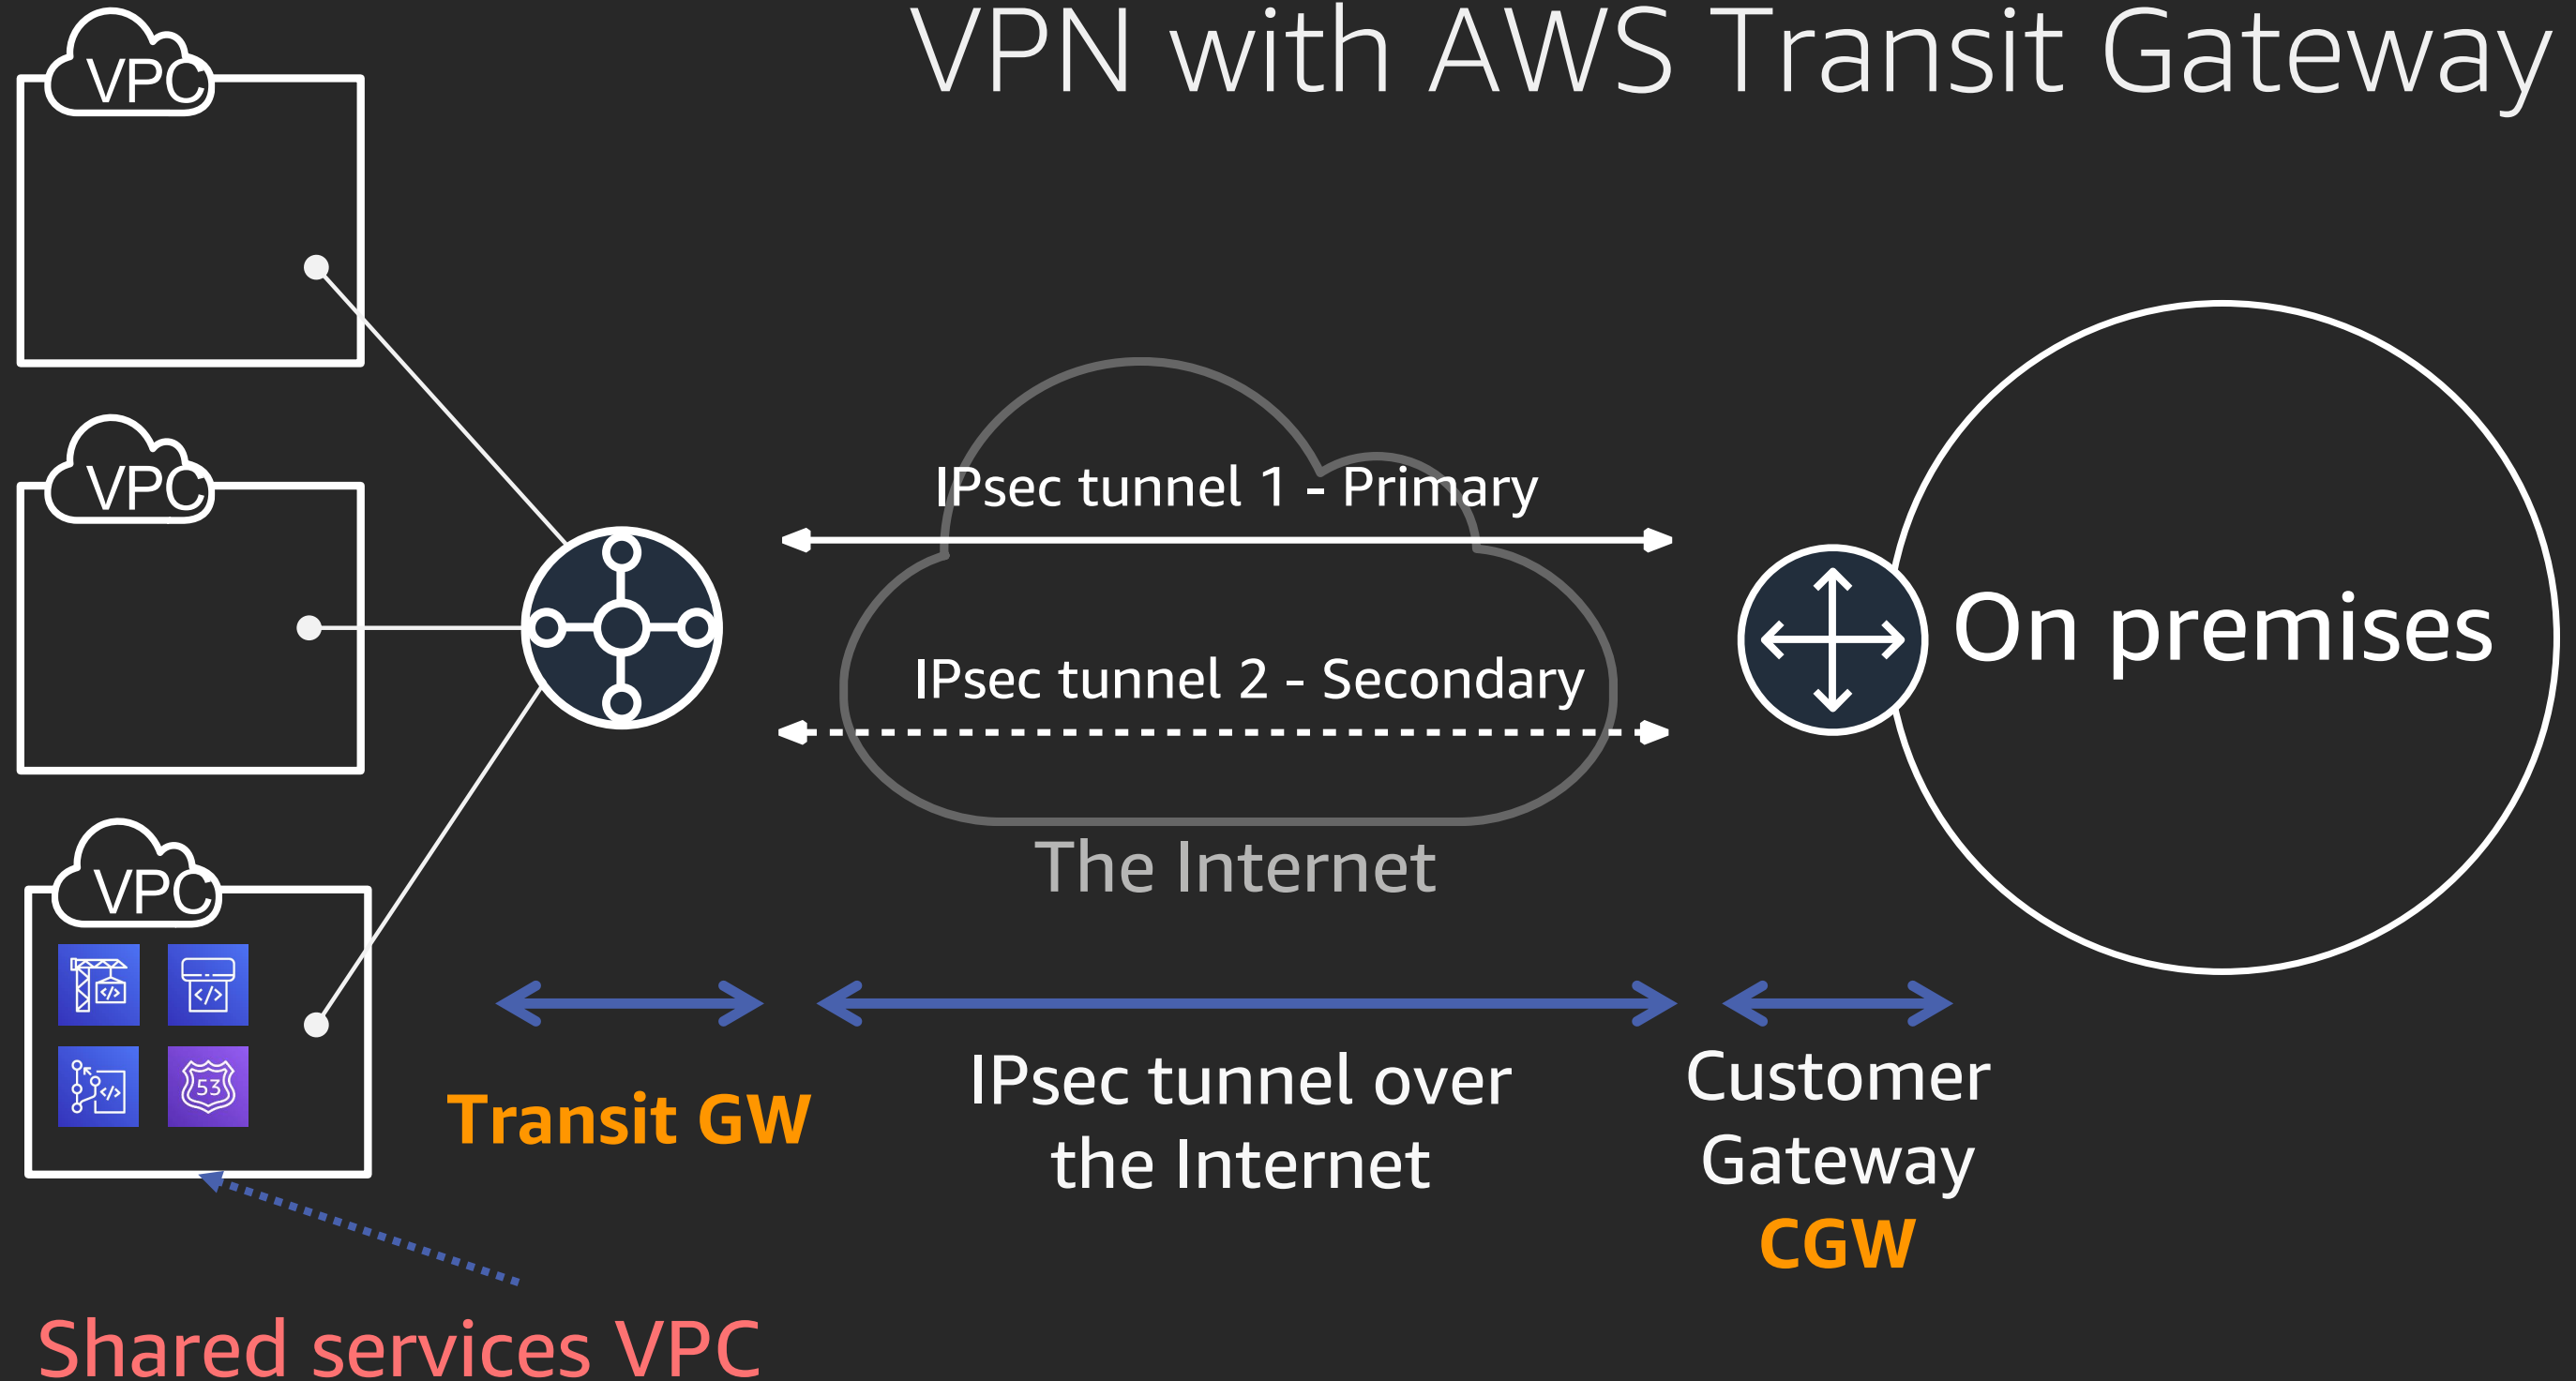 VPN with AWS Transit Gateway
VPC
VPC
IPsec tunnel 1 - Primary
On premises
IPsec tunnel 2 - Secondary
The Internet
VPC
53
Transit GW
IPsec tunnel over
the Internet
Customer
Gateway
CGW
Shared services VPC